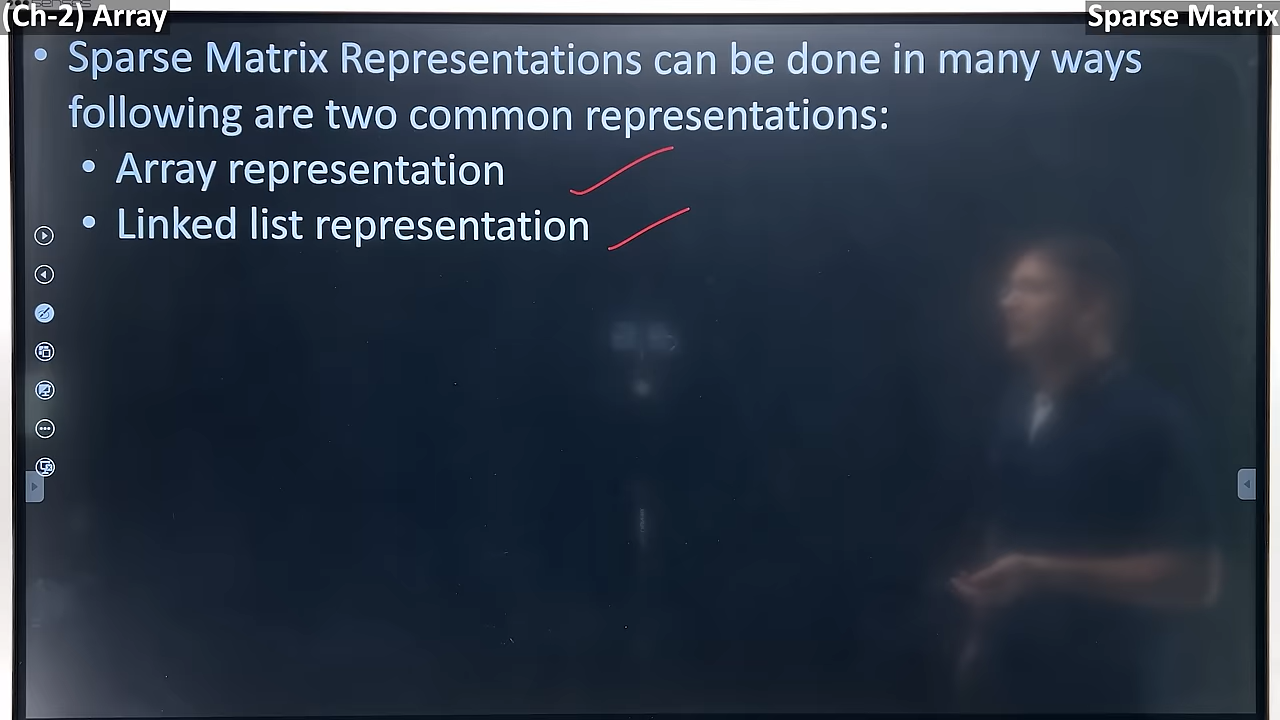 (Ch-2) Array
Sparse Matrix
• Sparse Matrix Representations can be done in many ways
following are two common representations:
• Array representation
• Linked list representation